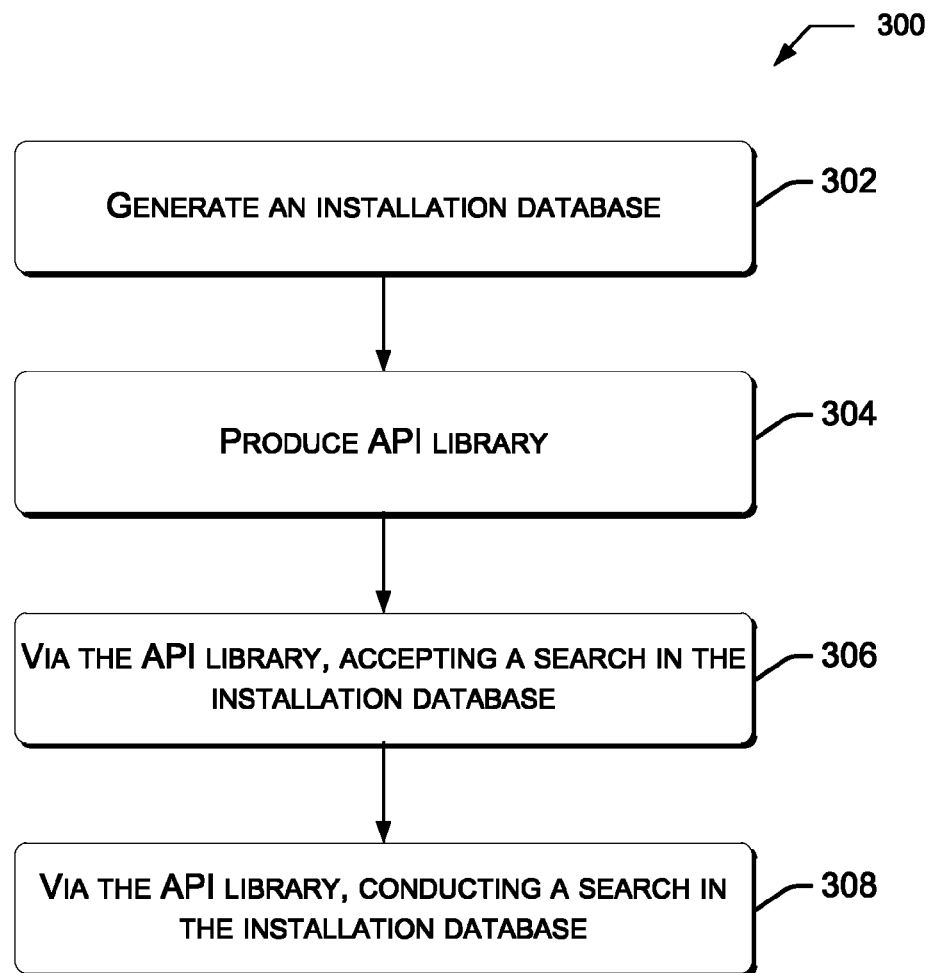 300
GENERATE AN INSTALLATION DATABASE
302
PRODUCE API LIBRARY
304
VIA THE API LIBRARY, ACCEPTING A SEARCH IN THE
INSTALLATION DATABASE
306
VIA THE API LIBRARY, CONDUCTING A SEARCH IN
THE INSTALLATION DATABASE
308